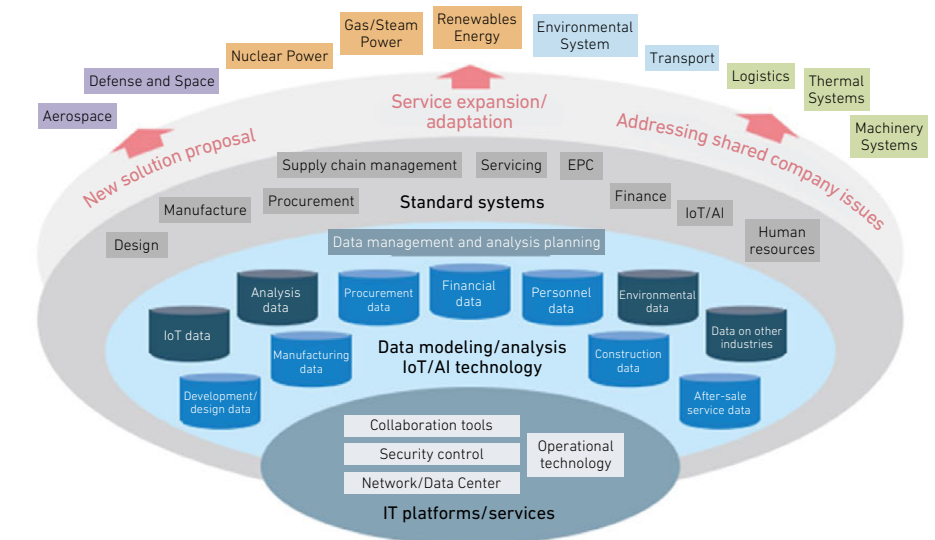 Gas/Steam
Power
Renewables
Energy
Environmental
System
Nuclear Power
Transport
Defense and Space
Logistics
Thermal
Systems
Aerospace
Machinery
Systems
New solution proposal
Service expansion/
adaptation
Addressing shared company issues
Supply chain management
Servicing
EPC
Manufacture
Procurement
Standard systems
Finance
IoT/AI
Design
Human
resources
Data management and analysis planning
IoT data
Analysis
data
Procurement
data
Financial
data
Personnel
data
Environmental
data
Data on other
industries
Manufacturing
data
Data modeling/analysis
IoT/AI technology
Construction
data
Development/
design data
After-sale
service data
Collaboration tools
Security control
Network/Data Center
Operational
technology
IT platforms/services